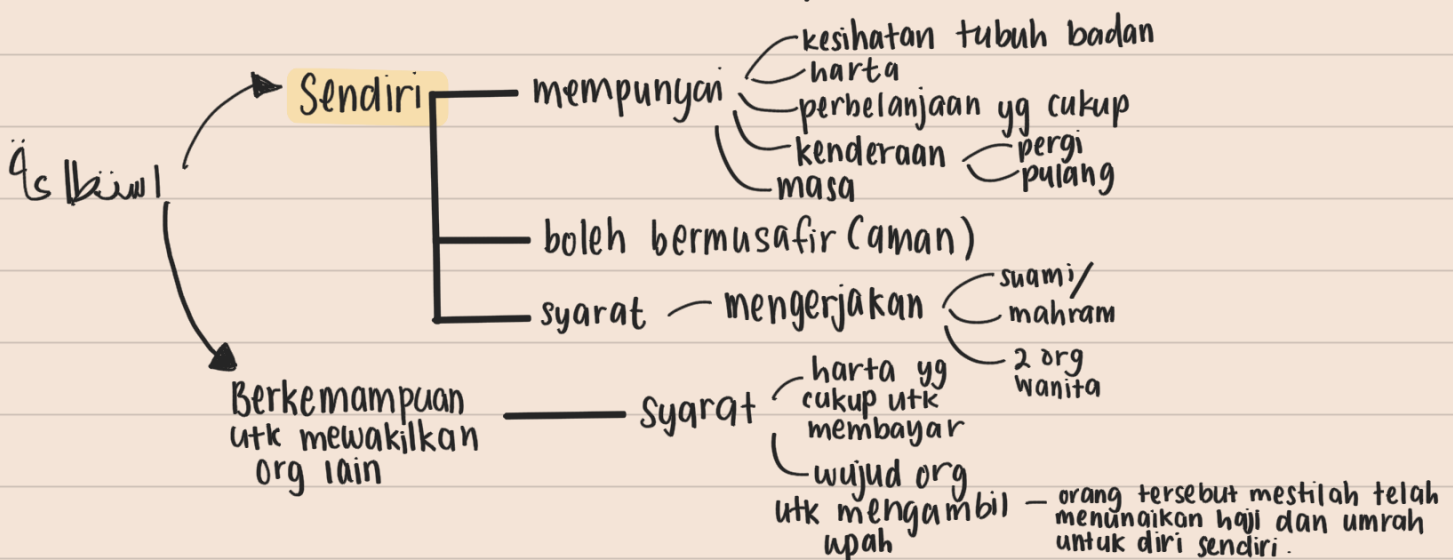 kesihatan tubuh badan
harta
Sendiri mempunyai
perbelanjaan yg cukup
kenderaan
pergi
pulang
masa
استطاعة
boleh bermusafir (aman)
syarat mengerjakan
suami/
mahram
2 org
wanita
Berkemampuan
utk mewakilkan
org lain
syarat
harta yg
cukup utk
membayar
wujud org
utk mengambil
upah
— orang tersebut mestilah telah
menunaikan haji dan umrah
untuk diri sendiri.